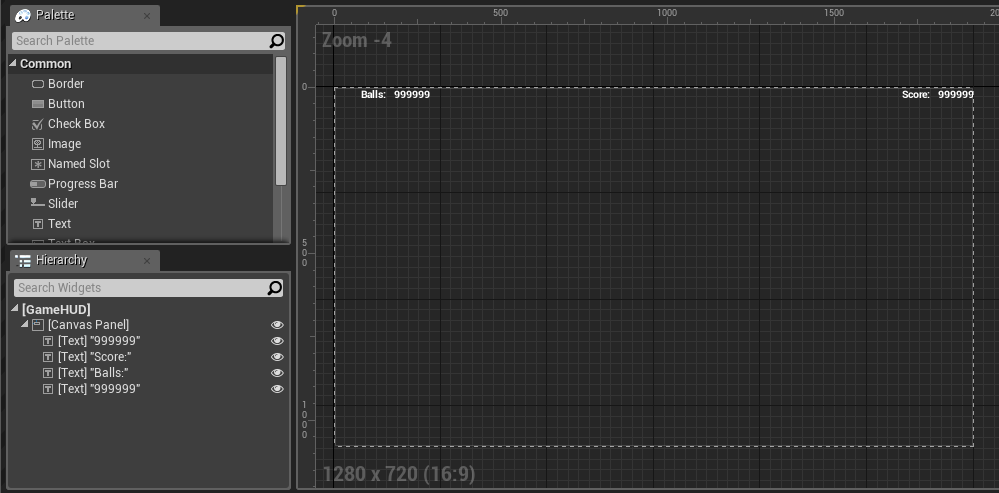 Palette
Search Palette
Common
Border
Button
Check Box
Image
Named Slot
Progress Bar
Slider
Text
Text Box
Hierarchy
Search Widgets
[GameHUD]
[Canvas Panel]
[Text] "999999"
[Text] "Score:"
[Text] "Balls:"
[Text] "999999"
0 500 1000 1500
Zoom -4
0
Balls: 999999 Score: 999999
500
1000
1280 x 720 (16:9)